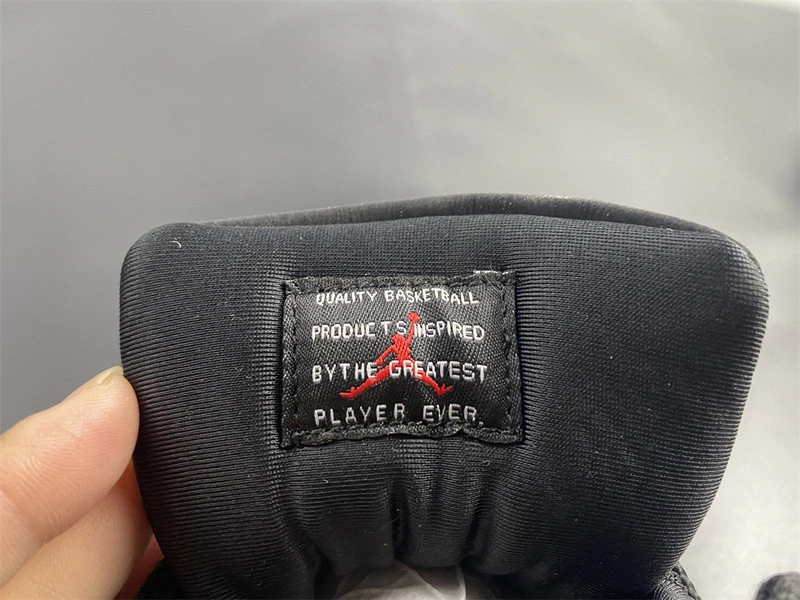 QUALITY BASKETBALL
PRODUCTS INSPIRED
BY THE GREATEST
PLAYER EVER.